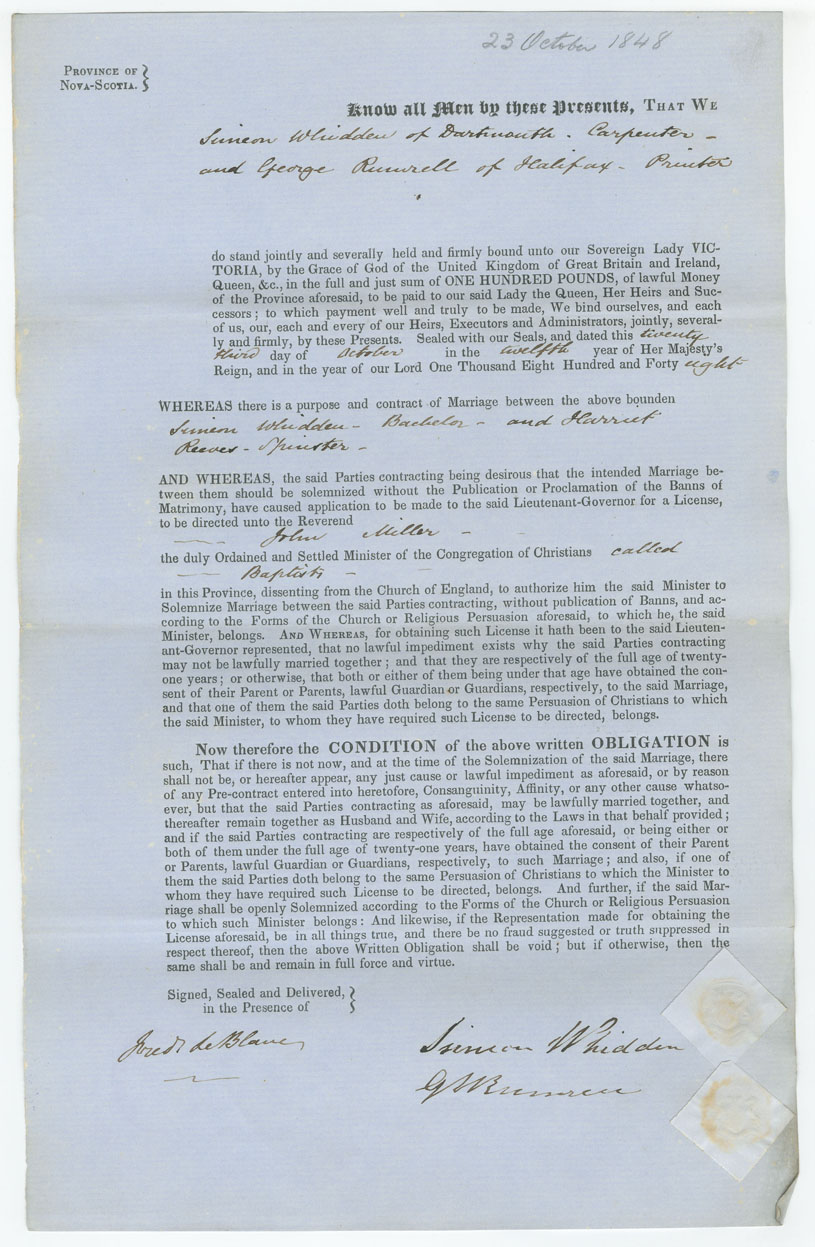 23 October 1848
PROVINCE OF
NOVA-SCOTIA.
Know all Men by these Presents, THAT WE
Simeon Whidden of Dartmouth - Carpenter -
and George of Halifax - Printer
do stand jointly and severally held and firmly bound unto our Sovereign Lady VIC-
TORIA, by the Grace of God of the United Kingdom of Great Britain and Ireland,
Queen, &c., in the full and just sum of ONE HUNDRED POUNDS, of lawful Money
of the Province aforesaid, to be paid to our said Lady the Queen, Her Heirs and Suc-
cessors; to which payment well and truly to be made, We bind ourselves, and each
of us, our, each and every of our Heirs, Executors and Administrators, jointly, several-
ly and firmly, by these Presents. Sealed with our Seals, and dated this twenty
third day of October in the twelfth year of Her Majesty's
Reign, and in the year of our Lord One Thousand Eight Hundred and Forty eight
WHEREAS there is a purpose and contract of Marriage between the above bounden
Simeon Whidden - Bachelor - and Harriet
Reeves - Spinster -
AND WHEREAS, the said Parties contracting being desirous that the intended Marriage be-
tween them should be solemnized without the Publication or Proclamation of the Banns of
Matrimony, have caused application to be made to the said Lieutenant-Governor for a License,
to be directed unto the Reverend
John Miller -
the duly Ordained and Settled Minister of the Congregation of Christians called
Baptists -
in this Province, dissenting from the Church of England, to authorize him the said Minister to
Solemnize Marriage between the said Parties contracting, without publication of Banns, and ac-
cording to the Forms of the Church or Religious Persuasion aforesaid, to which he, the said
Minister, belongs. AND WHEREAS, for obtaining such License it hath been to the said Lieuten-
ant-Governor represented, that no lawful impediment exists why the said Parties contracting
may not be lawfully married together; and that they are respectively of the full age of twenty-
one years; or otherwise, that both or either of them being under that age have obtained the con-
sent of their Parent or Parents, lawful Guardian or Guardians, respectively, to the said Marriage,
and that one of them the said Parties doth belong to the same Persuasion of Christians to which
the said Minister, to whom they have required such License to be directed, belongs.
Now therefore the CONDITION of the above written OBLIGATION is
such, That if there is not now, and at the time of the Solemnization of the said Marriage, there
shall not be, or hereafter appear, any just cause or lawful impediment as aforesaid, or by reason
of any Pre-contract entered into heretofore, Consanguinity, Affinity, or any other cause whatso-
ever, but that the said Parties contracting as aforesaid, may be lawfully married together, and
thereafter remain together as Husband and Wife, according to the Laws in that behalf provided;
and if the said Parties contracting are respectively of the full age aforesaid, or being either or
both of them under the full age of twenty-one years, have obtained the consent of their Parent
or Parents, lawful Guardian or Guardians, respectively, to such Marriage; and also, if one of
them the said Parties doth belong to the same Persuasion of Christians to which the Minister to
whom they have required such License to be directed, belongs. And further, if the said Mar-
riage shall be openly Solemnized according to the Forms of the Church or Religious Persuasion
to which such Minister belongs: And likewise, if the Representation made for obtaining the
License aforesaid, be in all things true, and there be no fraud suggested or truth suppressed in
respect thereof, then the above Written Obligation shall be void; but if otherwise, then the
same shall be and remain in full force and virtue.
Signed, Sealed and Delivered,
in the Presence of
Simeon Whidden